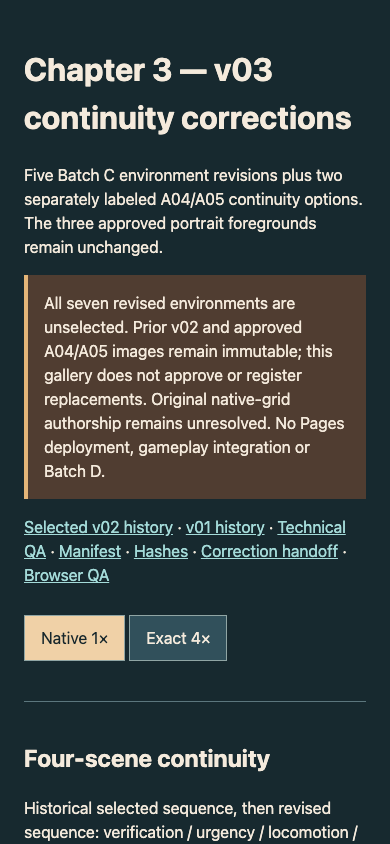 Chapter 3 — v03
continuity corrections
Five Batch C environment revisions plus two
separately labeled A04/A05 continuity options.
The three approved portrait foregrounds
remain unchanged.
All seven revised environments are
unselected. Prior v02 and approved
A04/A05 images remain immutable; this
gallery does not approve or register
replacements. Original native-grid
authorship remains unresolved. No Pages
deployment, gameplay integration or
Batch D.
Selected v02 history · v01 history · Technical
QA · Manifest · Hashes · Correction handoff ·
Browser QA
Native 1× Exact 4×
Four-scene continuity
Historical selected sequence, then revised
sequence: verification / urgency / locomotion /